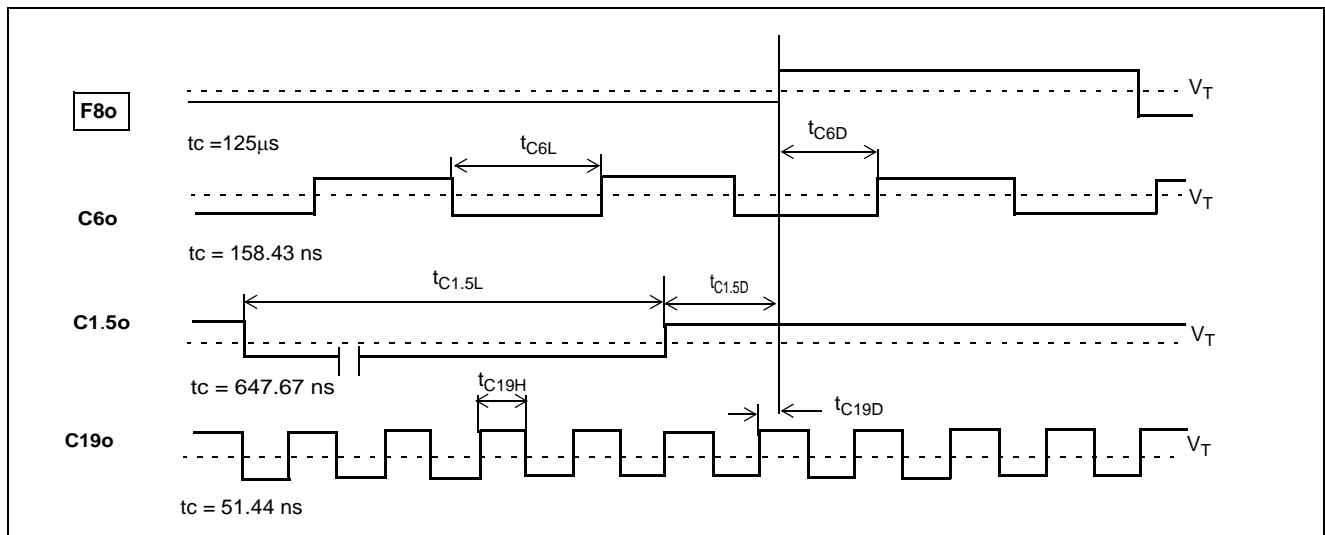 F8o
V_T
tc =125µs
t_C6L
t_C6D
C6o
V_T
tc = 158.43 ns
t_C1.5L
t_C1.5D
C1.5o
V_T
tc = 647.67 ns
t_C19H
t_C19D
C19o
V_T
tc = 51.44 ns